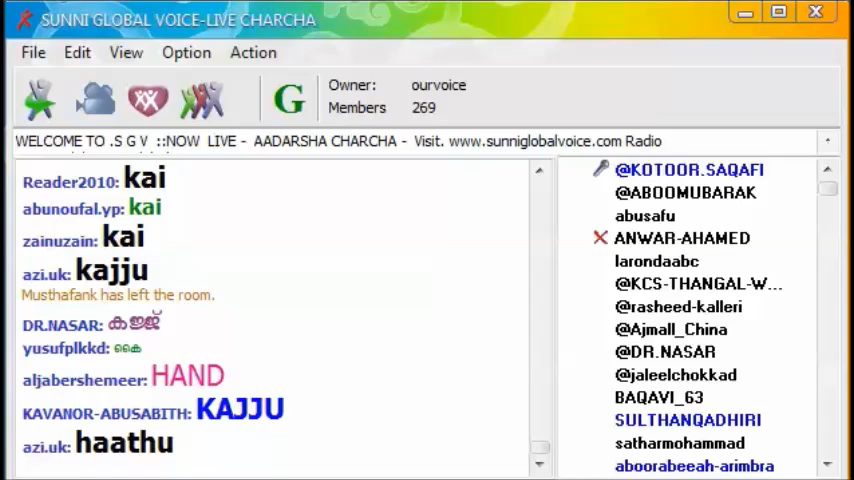 SUNNI GLOBAL VOICE-LIVE CHARCHA
File Edit View Option Action
G
Owner: ourvoice
Members 269
WELCOME TO .S G V ::NOW LIVE - AADARSHA CHARCHA - Visit. www.sunniglobalvoice.com Radio
Reader2010: kai
abunoufal.yp: kai
zainuzain: kai
azi.uk: kajju
Musthafank has left the room.
DR.NASAR: കജ്ജ്
yusufplkkd: കൈ
aljabershemeer: HAND
KAVANOR-ABUSABITH: KAJJU
azi.uk: haathu
@KOTOOR.SAQAFI
@ABOOMUBARAK
abusafu
ANWAR-AHAMED
larondaabc
@KCS-THANGAL-W...
@rasheed-kalleri
@Ajmall_China
@DR.NASAR
@jaleelchokkad
BAQAVI_63
SULTHANQADHIRI
satharmohammad
aboorabeeah-arimbra